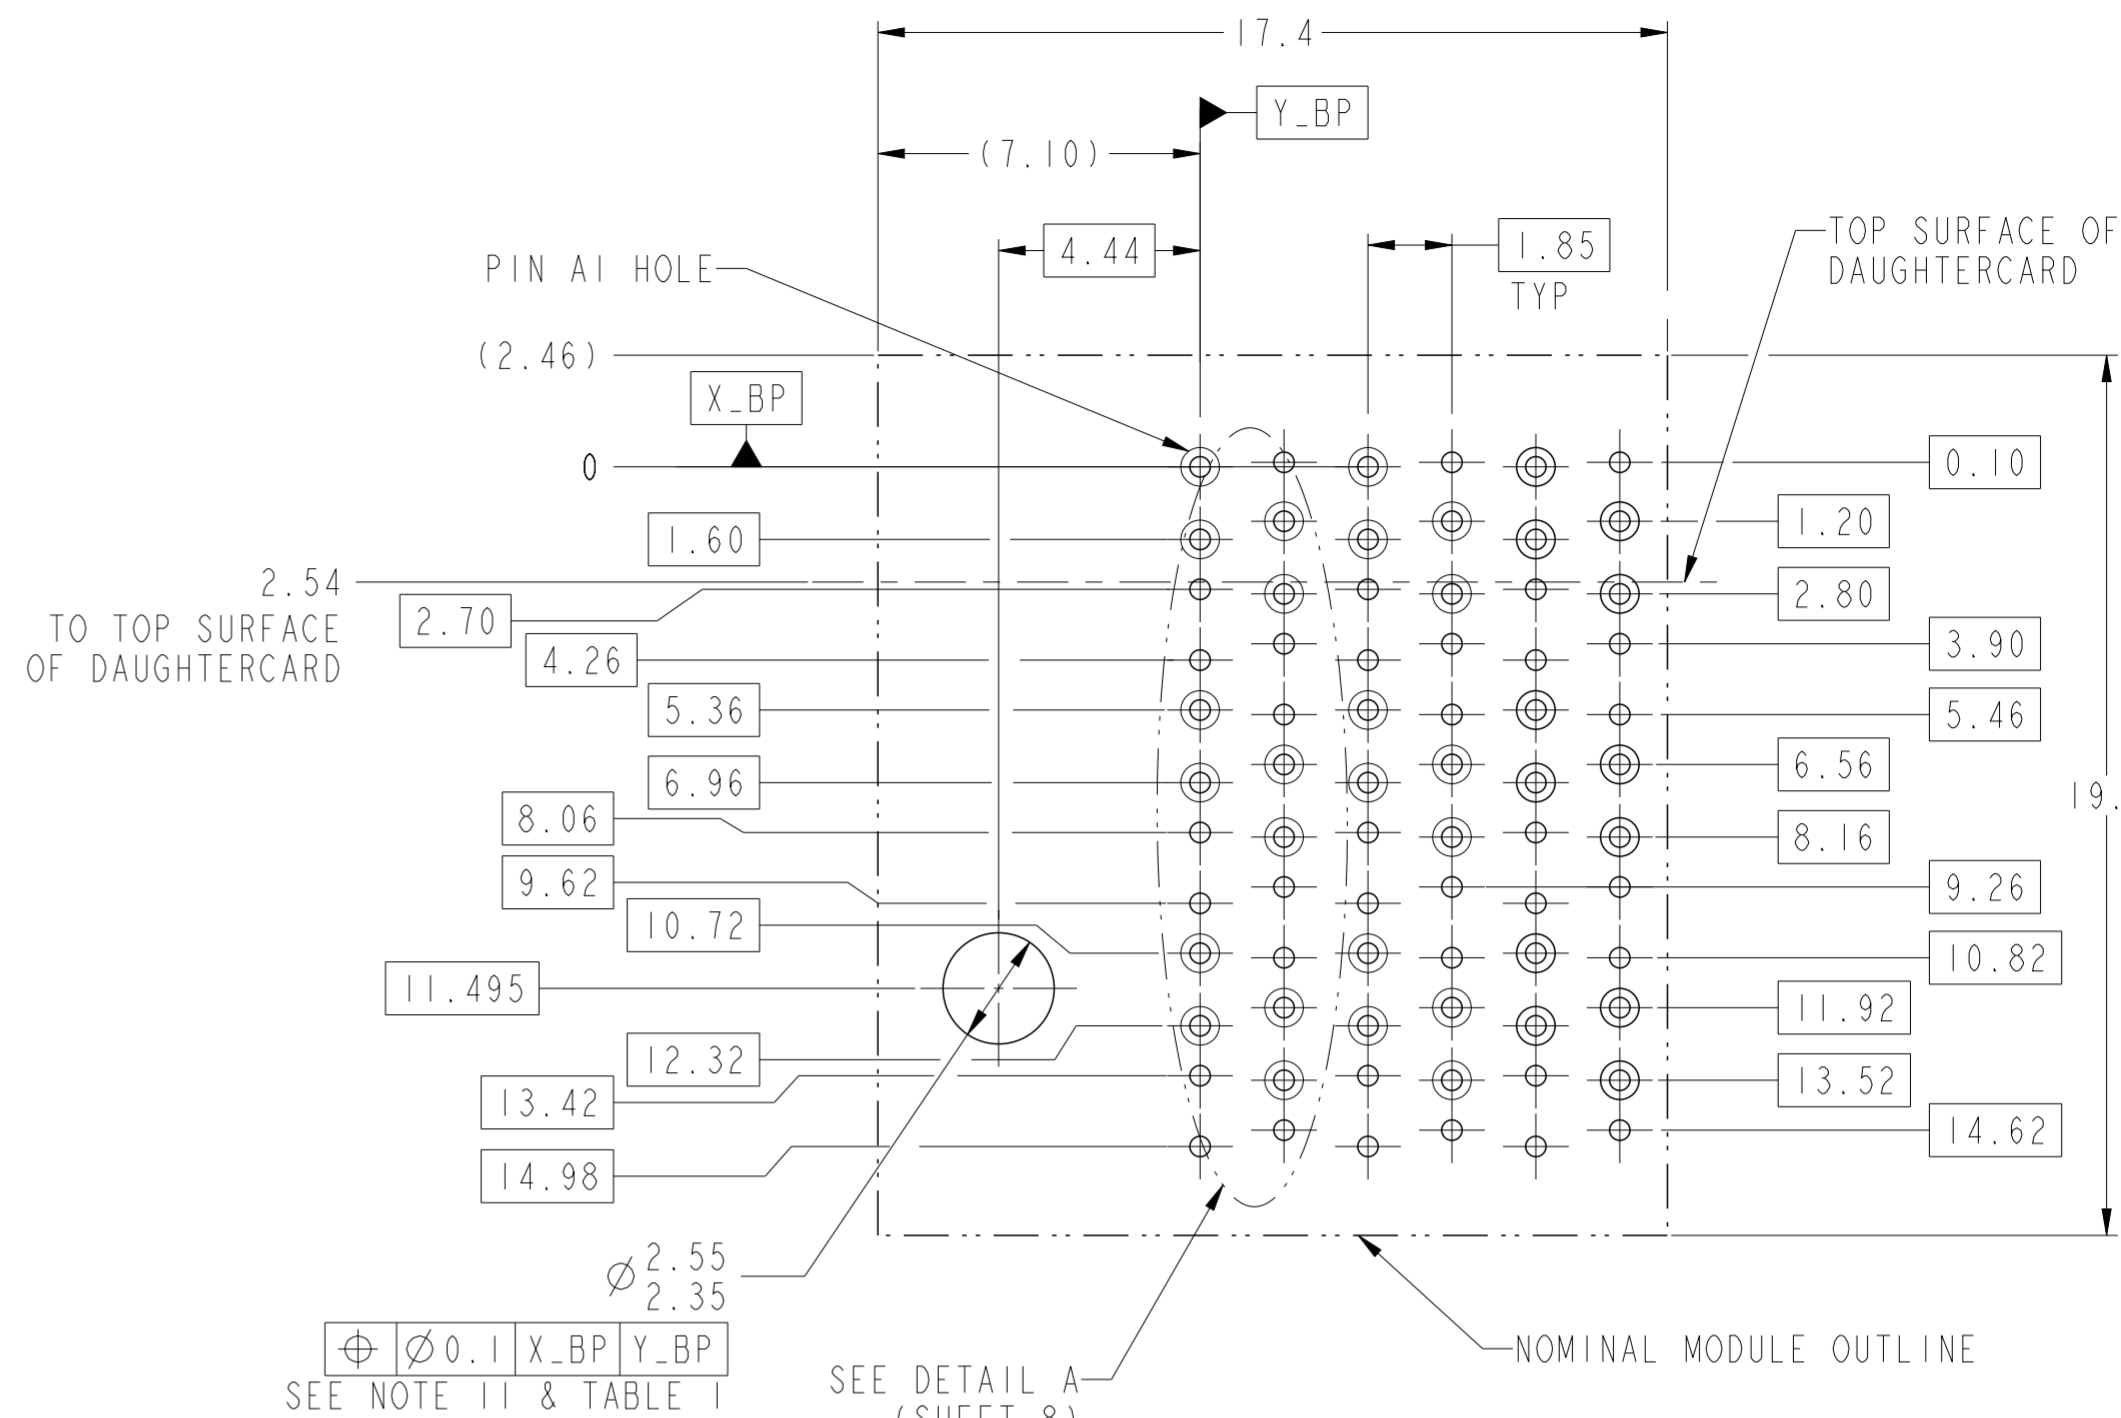 17.4
Y_BP
(7.10)
4.44
1.85
TYP
TOP SURFACE OF
DAUGHTERCARD
PIN A1 HOLE
(2.46)
X_BP
0
0.10
1.60
1.20
2.54
TO TOP SURFACE
OF DAUGHTERCARD
2.70
2.80
4.26
3.90
5.36
5.46
6.96
6.56
19.
8.06
8.16
9.62
9.26
10.72
10.82
11.495
11.92
12.32
13.42
13.52
14.98
14.62
Ø 2.55
2.35
⌖ Ø0.1 X_BP Y_BP
SEE NOTE 11 & TABLE 1
SEE DETAIL A
(SHEET 8)
NOMINAL MODULE OUTLINE